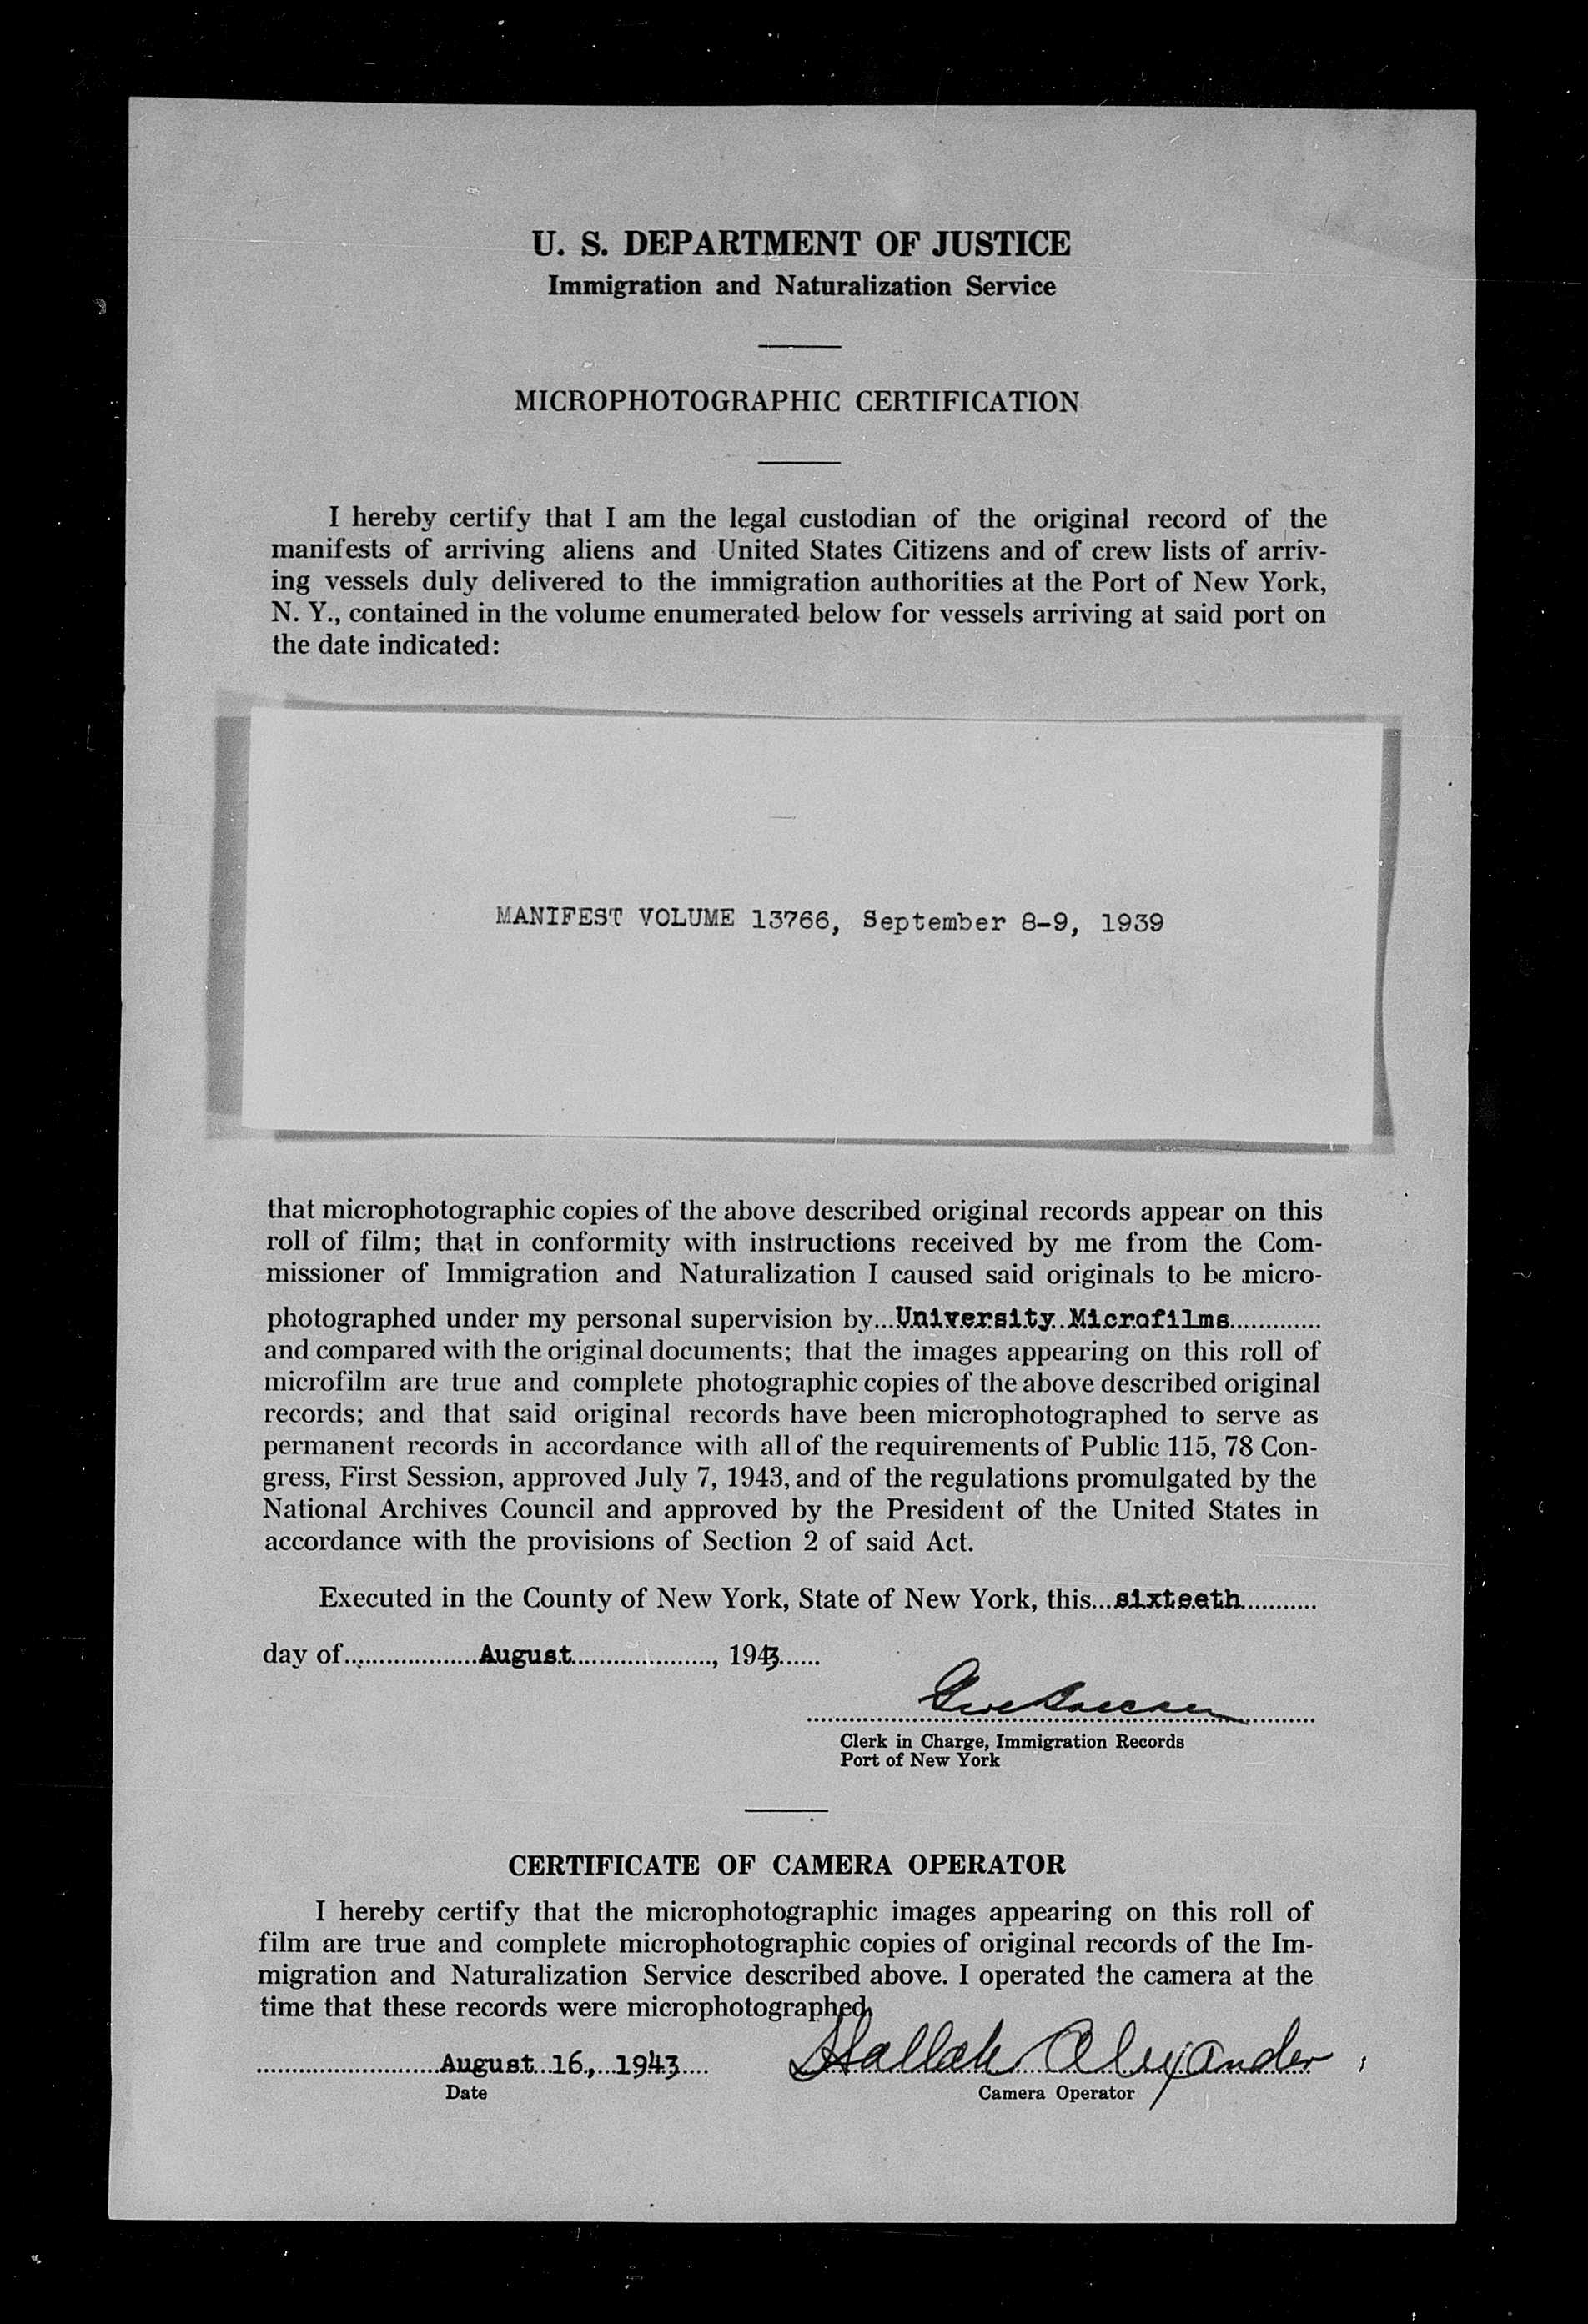 U. S. DEPARTMENT OF JUSTICE
Immigration and Naturalization Service
MICROPHOTOGRAPHIC CERTIFICATION
I hereby certify that I am the legal custodian of the original record of the
manifests of arriving aliens and United States Citizens and of crew lists of arriv-
ing vessels duly delivered to the immigration authorities at the Port of New York,
N. Y., contained in the volume enumerated below for vessels arriving at said port on
the date indicated:
MANIFEST VOLUME 13766, September 8-9, 1939
that microphotographic copies of the above described original records appear on this
roll of film; that in conformity with instructions received by me from the Com-
missioner of Immigration and Naturalization I caused said originals to be micro-
photographed under my personal supervision by...University Microfilms.............
and compared with the original documents; that the images appearing on this roll of
microfilm are true and complete photographic copies of the above described original
records; and that said original records have been microphotographed to serve as
permanent records in accordance with all of the requirements of Public 115, 78 Con-
gress, First Session, approved July 7, 1943, and of the regulations promulgated by the
National Archives Council and approved by the President of the United States in
accordance with the provisions of Section 2 of said Act.
Executed in the County of New York, State of New York, this...sixteeth...........
day of...................August...................., 1943......
Clerk in Charge, Immigration Records
Port of New York
CERTIFICATE OF CAMERA OPERATOR
I hereby certify that the microphotographic images appearing on this roll of
film are true and complete microphotographic copies of original records of the Im-
migration and Naturalization Service described above. I operated the camera at the
time that these records were microphotographed.
..........................August 16, 1943.... Alexander
Date Camera Operator